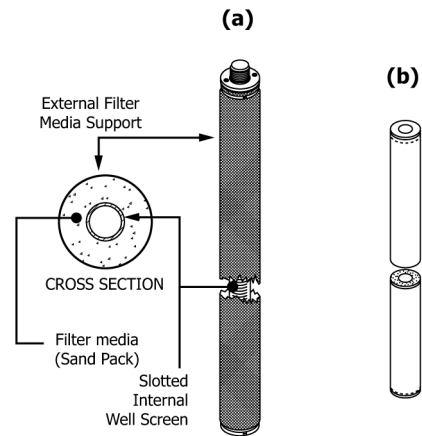 (a)
(b)
External Filter
Media Support
CROSS SECTION
Filter media
(Sand Pack)
Slotted
Internal
Well Screen